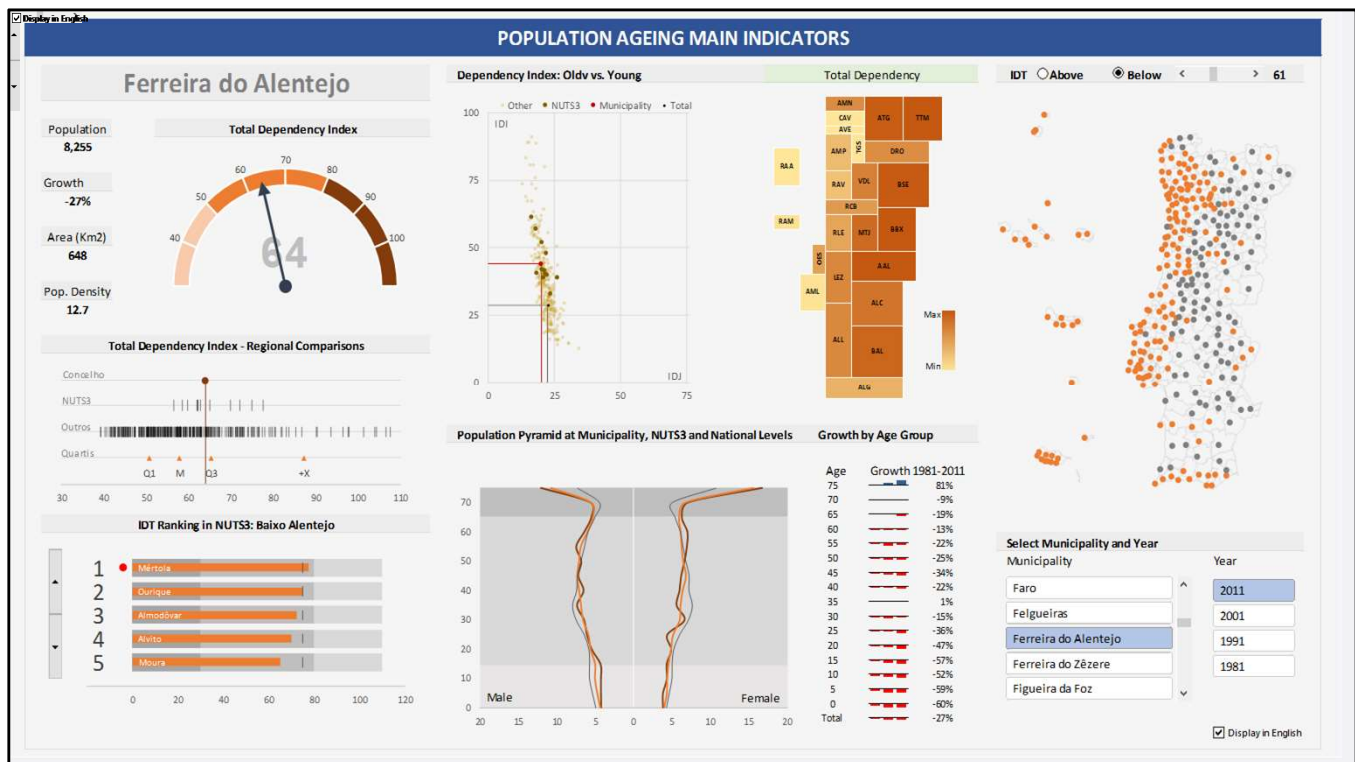 Display in English
POPULATION AGEING MAIN INDICATORS
Ferreira do Alentejo
Population
8,255
Growth
-27%
Area (Km2)
648
Pop. Density
12.7
Total Dependency Index
40 50 60 70 80 90 100
64
Total Dependency Index - Regional Comparisons
Concelho
NUTS3
Outros
Quartis
Q1 M Q3 +X
30 40 50 60 70 80 90 100 110
IDT Ranking in NUTS3: Baixo Alentejo
1 Mértola
2 Ourique
3 Almodôvar
4 Alvito
5 Moura
0 20 40 60 80 100 120
Dependency Index: Oldv vs. Young
Other NUTS3 Municipality Total
100
IDI
75
50
25
0
IDJ
0 25 50 75
Total Dependency
AMN
CAV
AVE
ATG
TTM
AMP
TGS
DRO
RAA
RAV
VDL
BSE
RCB
RAM
RLE
MTJ
BBX
OES
LEZ
AAL
AML
ALC
ALL
BAL
ALG
Max
Min
Population Pyramid at Municipality, NUTS3 and National Levels
70
60
50
40
30
20
10
0
Male Female
20 15 10 5 0 5 10 15 20
Growth by Age Group
Age Growth 1981-2011
75 81%
70 -9%
65 -19%
60 -13%
55 -22%
50 -25%
45 -34%
40 -22%
35 1%
30 -15%
25 -36%
20 -47%
15 -57%
10 -52%
5 -59%
0 -60%
Total -27%
IDT Above Below < > 61
Select Municipality and Year
Municipality Year
Faro
Felgueiras
Ferreira do Alentejo
Ferreira do Zêzere
Figueira da Foz
2011
2001
1991
1981
Display in English